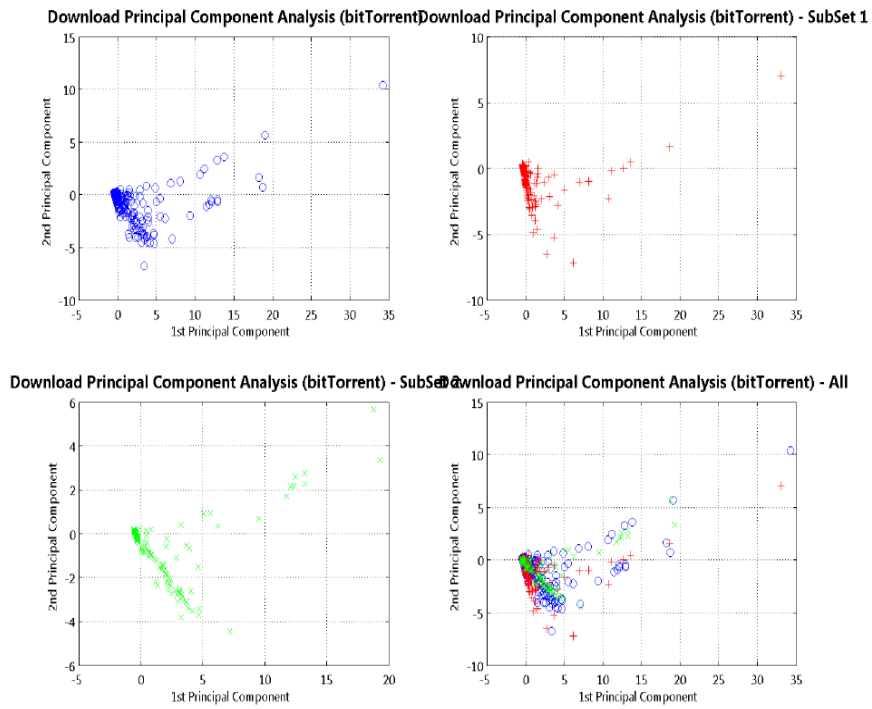 Download Principal Component Analysis (bitTorrent)
15
10
5
0
-5
-10
2nd Principal Component
-5 0 5 10 15 20 25 30 35
1st Principal Component
Download Principal Component Analysis (bitTorrent) - SubSet 1
10
5
0
-5
-10
2nd Principal Component
-5 0 5 10 15 20 25 30 35
1st Principal Component
Download Principal Component Analysis (bitTorrent) - SubSet 2
6
4
2
0
-2
-4
-6
2nd Principal Component
-5 0 5 10 15 20
1st Principal Component
Download Principal Component Analysis (bitTorrent) - All
15
10
5
0
-5
-10
2nd Principal Component
-5 0 5 10 15 20 25 30 35
1st Principal Component